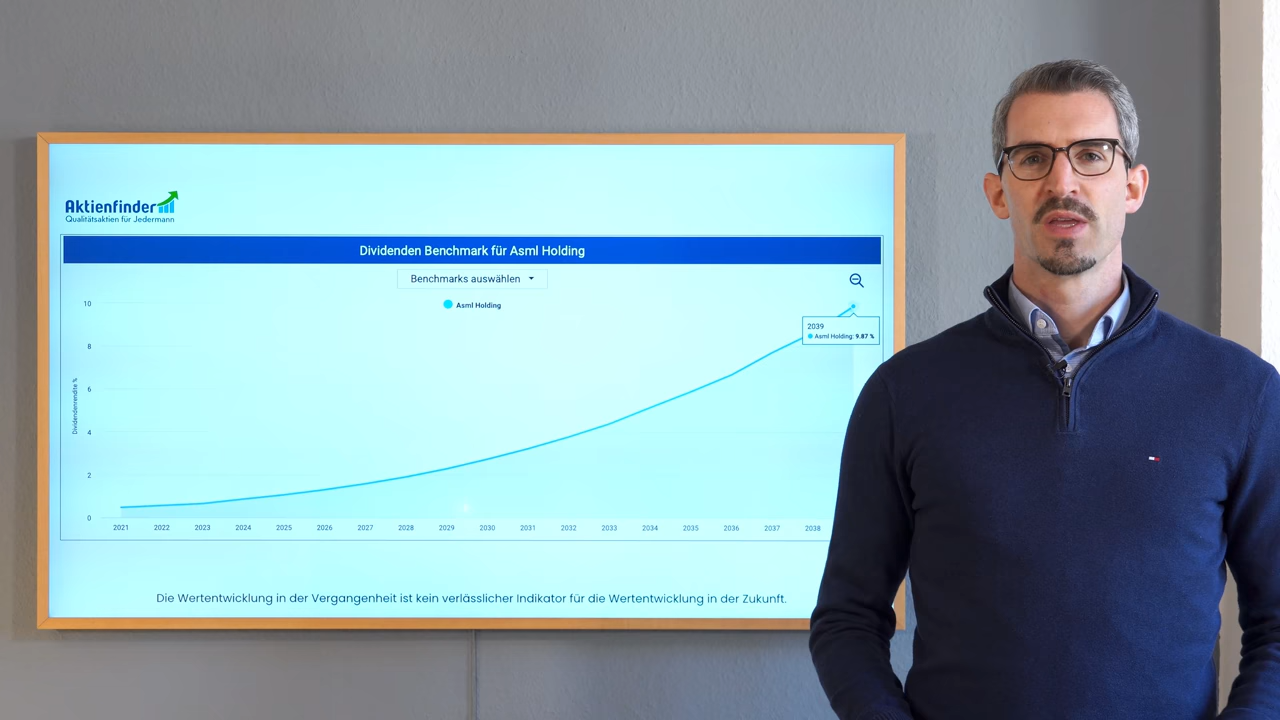 Aktienfinder
Qualitätsaktien für Jedermann
Dividenden Benchmark für Asml Holding
Benchmarks auswählen
Asml Holding
10
8
6
4
2
0
Dividendenrendite %
2039
Asml Holding: 9.87 %
2021 2022 2023 2024 2025 2026 2027 2028 2029 2030 2031 2032 2033 2034 2035 2036 2037 2038
Die Wertentwicklung in der Vergangenheit ist kein verlässlicher Indikator für die Wertentwicklung in der Zukunft.